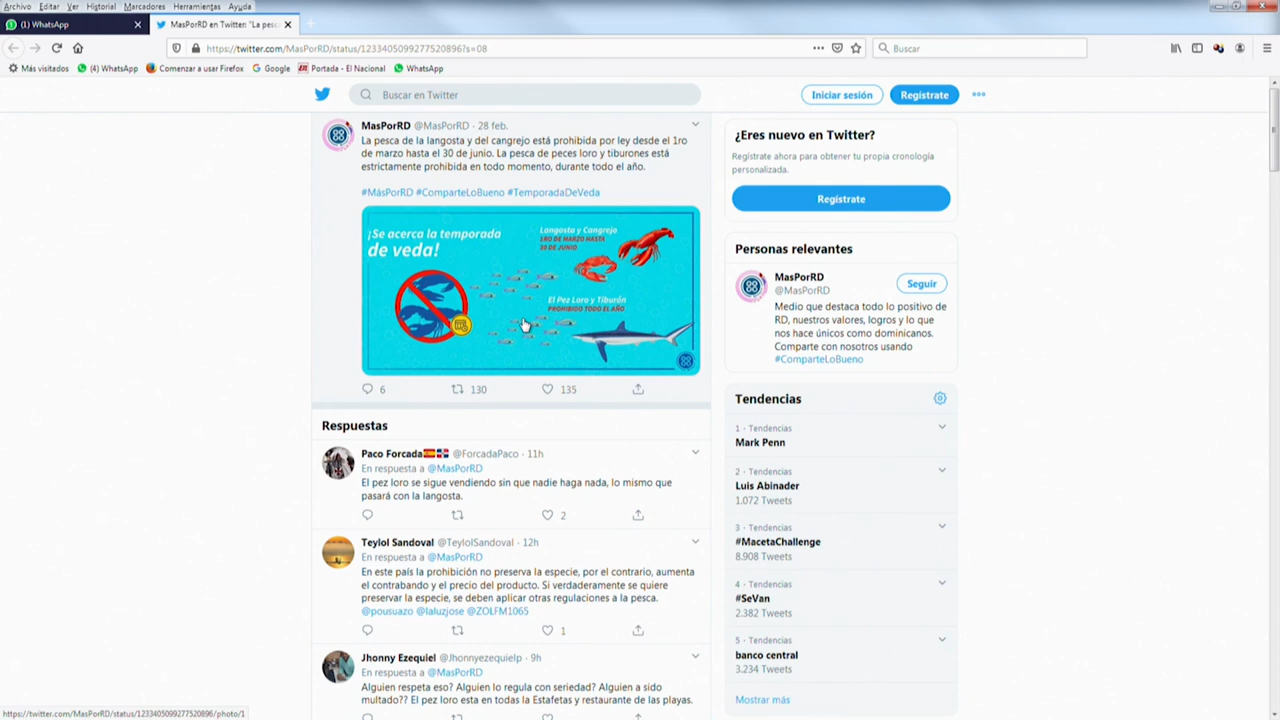 Archivo Editar Ver Historial Marcadores Herramientas Ayuda
(1) WhatsApp
MasPorRD en Twitter: "La pesc
https://twitter.com/MasPorRD/status/1233405099277520896?s=08
Buscar
Más visitados
(4) WhatsApp
Comenzar a usar Firefox
Google
Portada - El Nacional
WhatsApp
Buscar en Twitter
Iniciar sesión
Regístrate
MasPorRD @MasPorRD · 28 feb.
La pesca de la langosta y del cangrejo está prohibida por ley desde el 1ro
de marzo hasta el 30 de junio. La pesca de peces loro y tiburones está
estrictamente prohibida en todo momento, durante todo el año.
#MásPorRD #ComparteLoBueno #TemporadaDeVeda
¡Se acerca la temporada
de veda!
Langosta y Cangrejo
1RO DE MARZO HASTA
30 DE JUNIO
El Pez Loro y Tiburón
PROHIBIDO TODO EL AÑO
6
130
135
Respuestas
Paco Forcada @ForcadaPaco · 11h
En respuesta a @MasPorRD
El pez loro se sigue vendiendo sin que nadie haga nada, lo mismo que
pasará con la langosta.
2
Teylol Sandoval @TeylolSandoval · 12h
En respuesta a @MasPorRD
En este país la prohibición no preserva la especie, por el contrario, aumenta
el contrabando y el precio del producto. Si verdaderamente se quiere
preservar la especie, se deben aplicar otras regulaciones a la pesca.
@pousuazo @laluzjose @ZOLFM1065
1
Jhonny Ezequiel @Jhonnyezequielp · 9h
En respuesta a @MasPorRD
Alguien respeta eso? Alguien lo regula con seriedad? Alguien a sido
multado?? El pez loro esta en todas la Estafetas y restaurante de las playas.
¿Eres nuevo en Twitter?
Regístrate ahora para obtener tu propia cronología
personalizada.
Regístrate
Personas relevantes
MasPorRD
@MasPorRD
Seguir
Medio que destaca todo lo positivo de
RD, nuestros valores, logros y lo que
nos hace únicos como dominicanos.
Comparte con nosotros usando
#ComparteLoBueno
Tendencias
1 · Tendencias
Mark Penn
2 · Tendencias
Luis Abinader
1.072 Tweets
3 · Tendencias
#MacetaChallenge
8.908 Tweets
4 · Tendencias
#SeVan
2.382 Tweets
5 · Tendencias
banco central
3.234 Tweets
Mostrar más
https://twitter.com/MasPorRD/status/1233405099277520896/photo/1